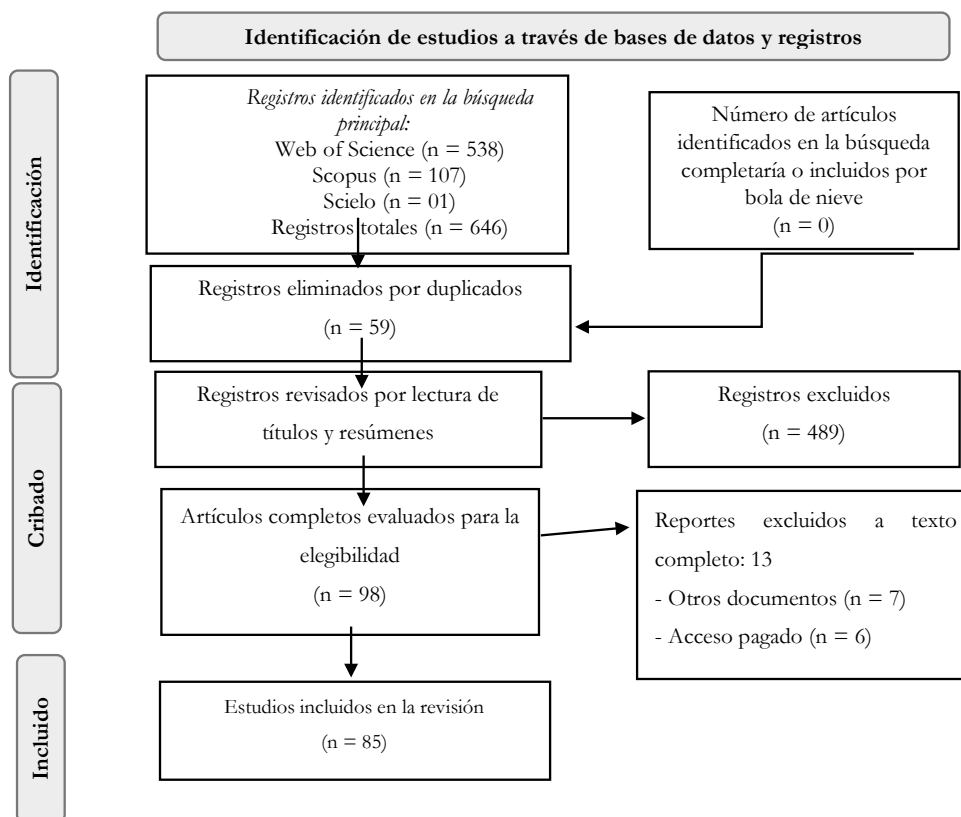 Identificación de estudios a través de bases de datos y registros
Identificación
Registros identificados en la búsqueda
principal:
Web of Science (n = 538)
Scopus (n = 107)
Scielo (n = 01)
Registros totales (n = 646)
Número de artículos
identificados en la búsqueda
completaría o incluidos por
bola de nieve
(n = 0)
Registros eliminados por duplicados
(n = 59)
Cribado
Registros revisados por lectura de
títulos y resúmenes
Registros excluidos
(n = 489)
Artículos completos evaluados para la
elegibilidad
(n = 98)
Reportes excluidos a texto
completo: 13
- Otros documentos (n = 7)
- Acceso pagado (n = 6)
Incluido
Estudios incluidos en la revisión
(n = 85)